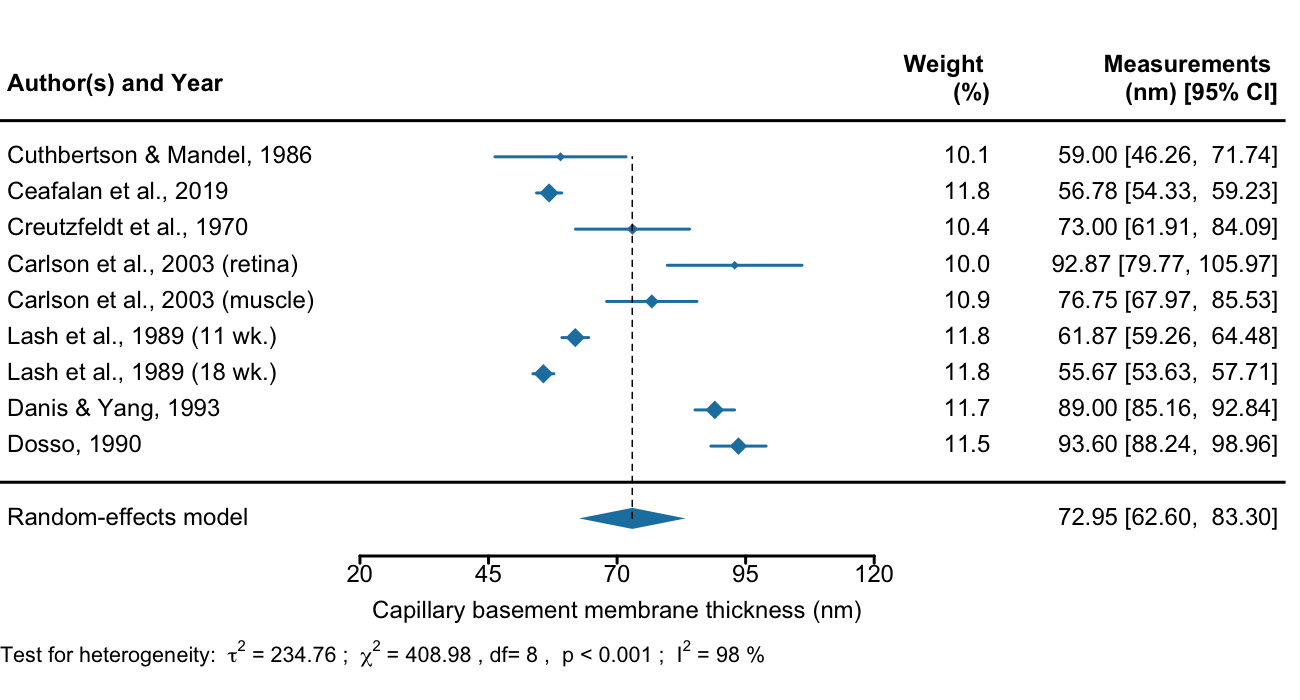 Author(s) and Year Weight (%) Measurements (nm) [95% CI]
Cuthbertson & Mandel, 1986 10.1 59.00 [46.26, 71.74]
Ceafalan et al., 2019 11.8 56.78 [54.33, 59.23]
Creutzfeldt et al., 1970 10.4 73.00 [61.91, 84.09]
Carlson et al., 2003 (retina) 10.0 92.87 [79.77, 105.97]
Carlson et al., 2003 (muscle) 10.9 76.75 [67.97, 85.53]
Lash et al., 1989 (11 wk.) 11.8 61.87 [59.26, 64.48]
Lash et al., 1989 (18 wk.) 11.8 55.67 [53.63, 57.71]
Danis & Yang, 1993 11.7 89.00 [85.16, 92.84]
Dosso, 1990 11.5 93.60 [88.24, 98.96]
Random-effects model 72.95 [62.60, 83.30]
20 45 70 95 120
Capillary basement membrane thickness (nm)
Test for heterogeneity: τ² = 234.76 ; χ² = 408.98 , df= 8 , p < 0.001 ; I² = 98 %